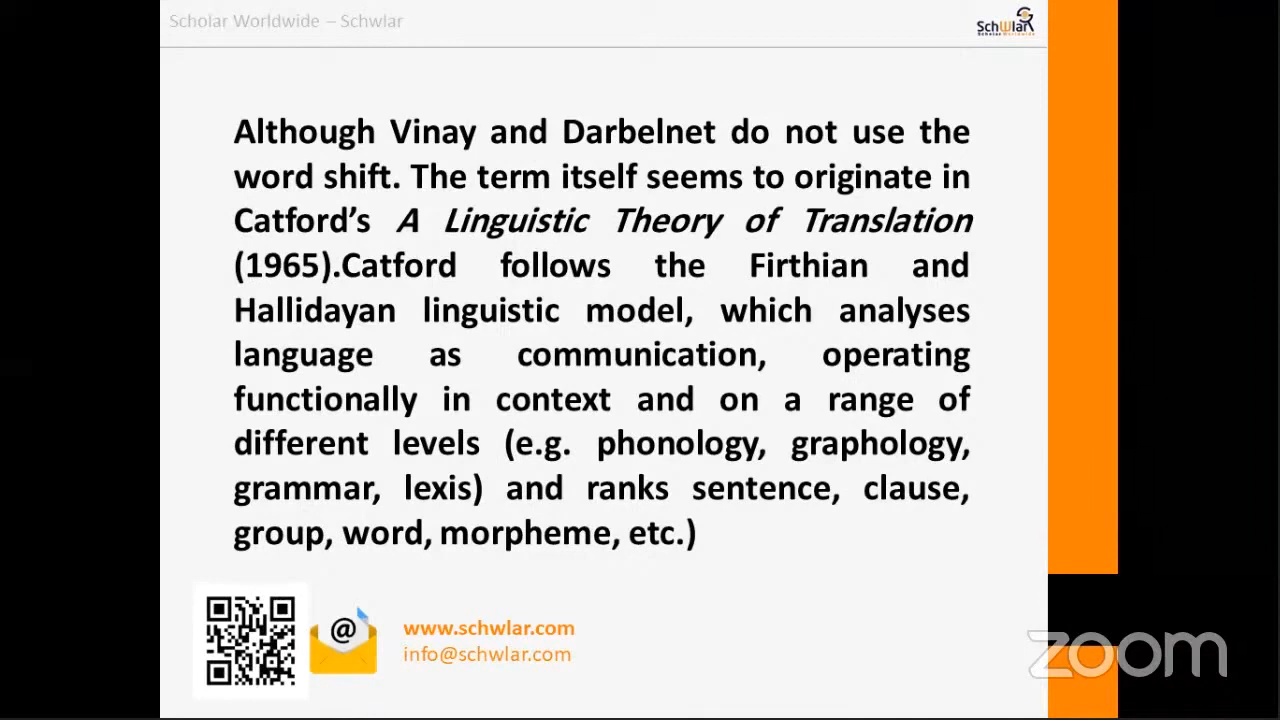 Scholar Worldwide – Schwlar
SchWlar
Scholar Worldwide
Although Vinay and Darbelnet do not use the
word shift. The term itself seems to originate in
Catford’s A Linguistic Theory of Translation
(1965).Catford follows the Firthian and
Hallidayan linguistic model, which analyses
language as communication, operating
functionally in context and on a range of
different levels (e.g. phonology, graphology,
grammar, lexis) and ranks sentence, clause,
group, word, morpheme, etc.)
@
www.schwlar.com
info@schwlar.com
zoom